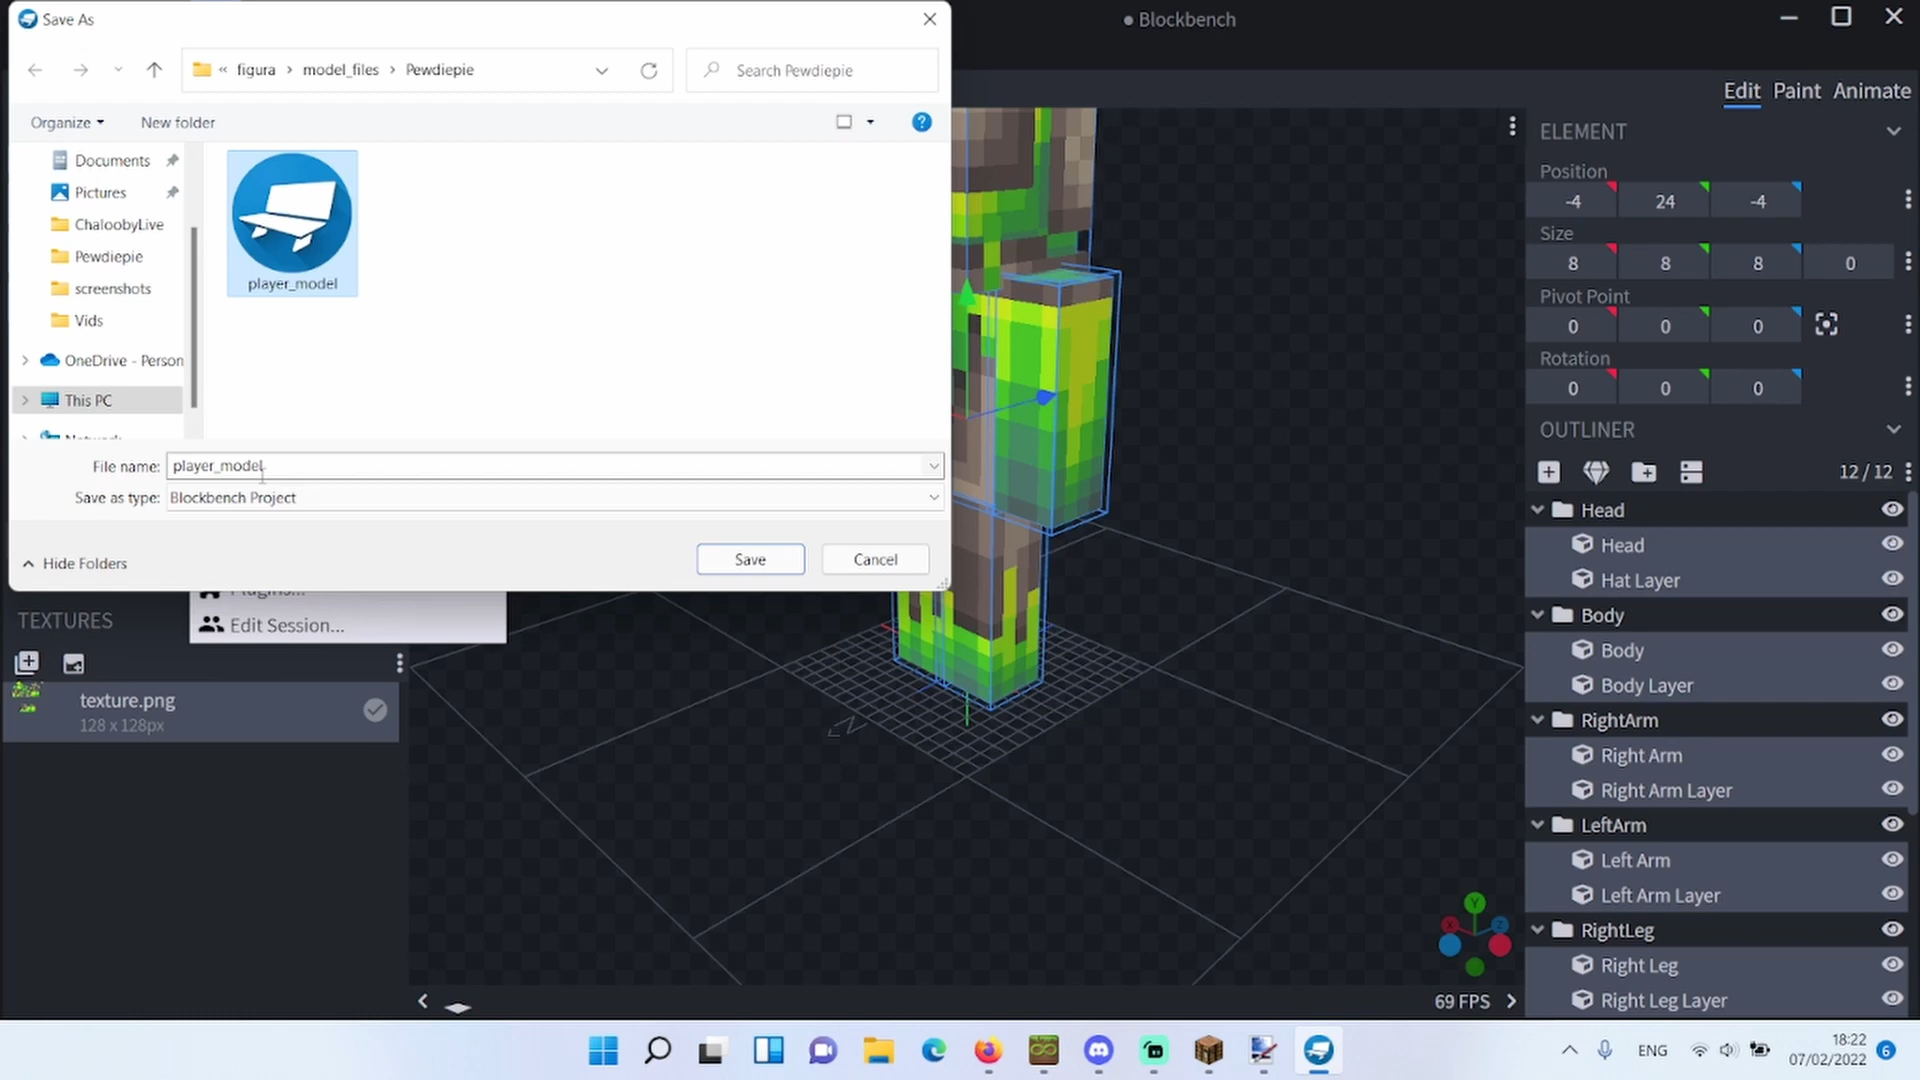 Save As
Blockbench
« figura › model_files › Pewdiepie
Search Pewdiepie
Edit Paint Animate
Organize
New folder
ELEMENT
Documents
Pictures
ChaloobyLive
Pewdiepie
screenshots
Vids
OneDrive - Person
This PC
Network
player_model
Position
-4 24 -4
Size
8 8 8 0
Pivot Point
0 0 0
Rotation
0 0 0
OUTLINER
12 / 12
File name: player_model
Save as type: Blockbench Project
Hide Folders
Save
Cancel
Plugins...
Edit Session...
TEXTURES
texture.png
128 x 128px
Head
Head
Hat Layer
Body
Body
Body Layer
RightArm
Right Arm
Right Arm Layer
LeftArm
Left Arm
Left Arm Layer
RightLeg
Right Leg
Right Leg Layer
Y
X
Z
N
69 FPS
ENG
18:22
07/02/2022
6